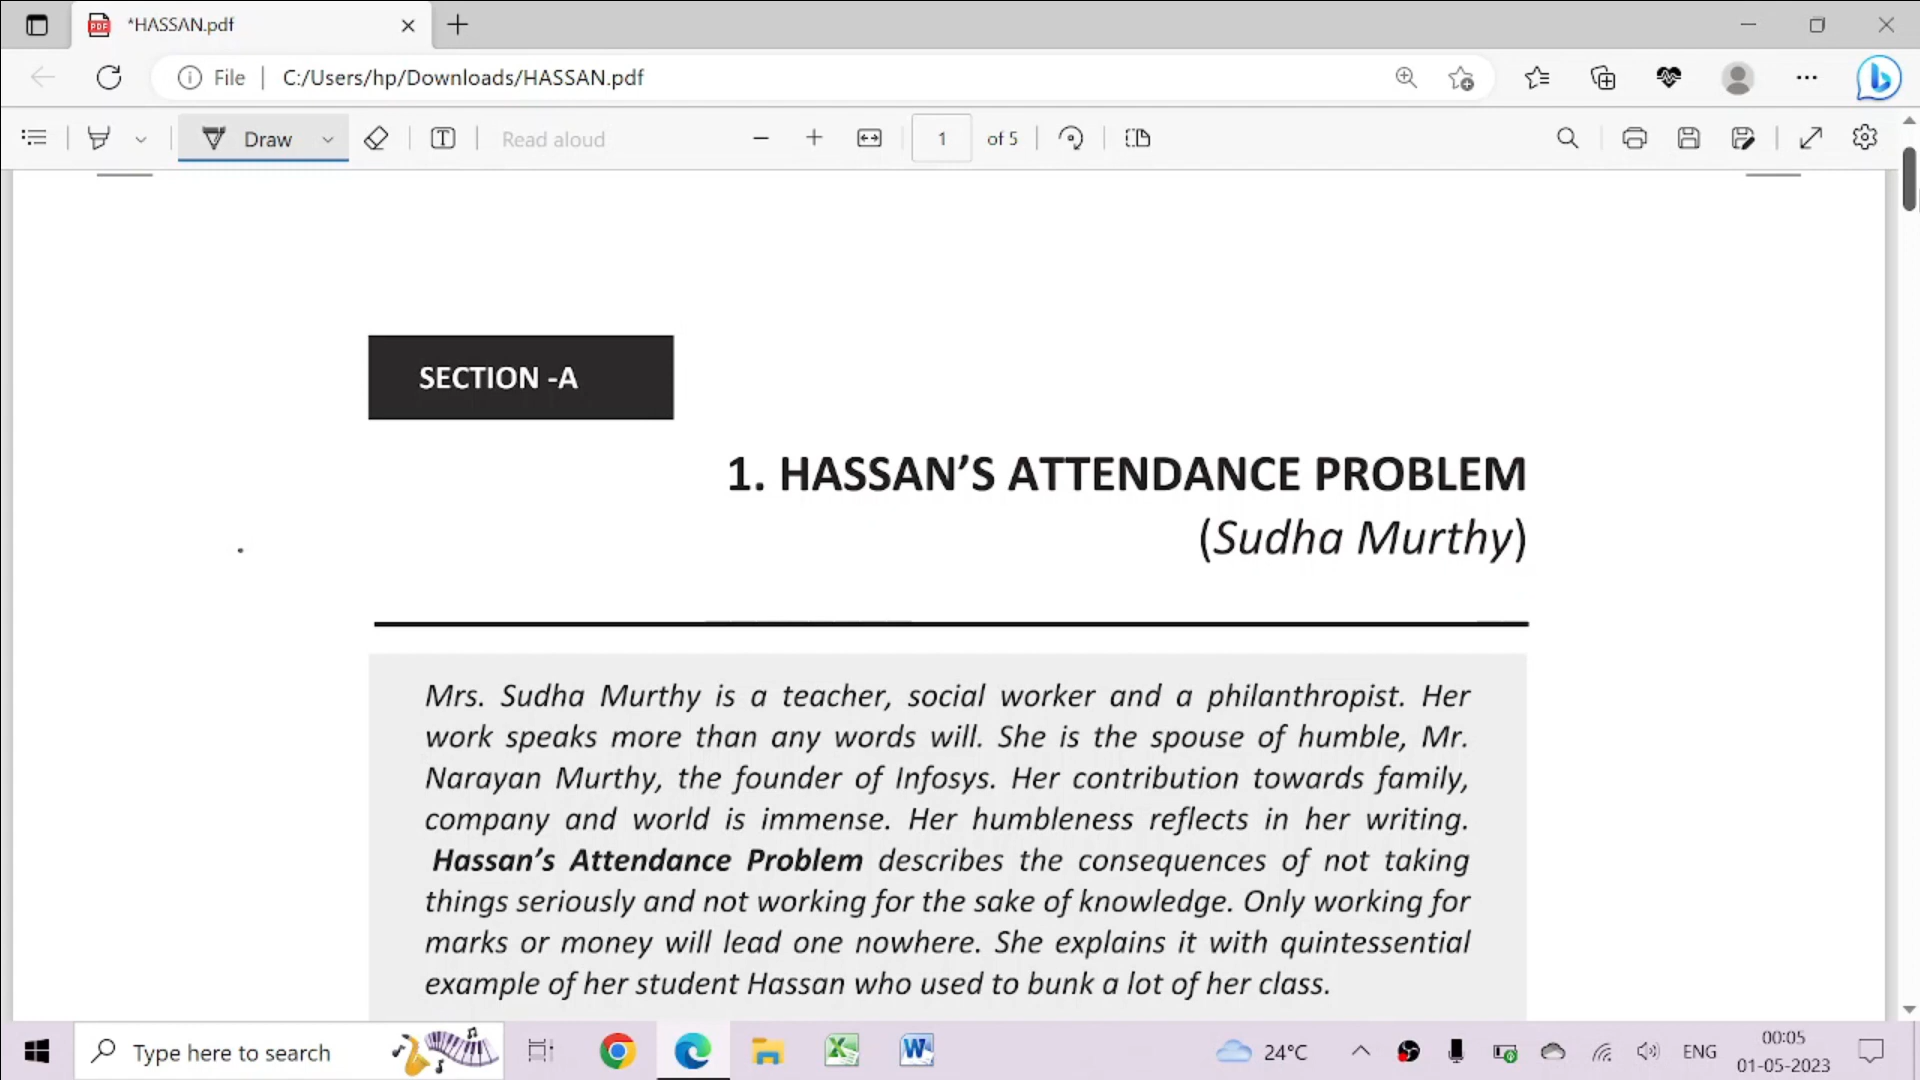 *HASSAN.pdf
File
C:/Users/hp/Downloads/HASSAN.pdf
Draw
Read aloud
1 of 5
SECTION -A
1. HASSAN’S ATTENDANCE PROBLEM
(Sudha Murthy)
Mrs. Sudha Murthy is a teacher, social worker and a philanthropist. Her
work speaks more than any words will. She is the spouse of humble, Mr.
Narayan Murthy, the founder of Infosys. Her contribution towards family,
company and world is immense. Her humbleness reflects in her writing.
Hassan’s Attendance Problem describes the consequences of not taking
things seriously and not working for the sake of knowledge. Only working for
marks or money will lead one nowhere. She explains it with quintessential
example of her student Hassan who used to bunk a lot of her class.
Type here to search
24°C
ENG
00:05
01-05-2023